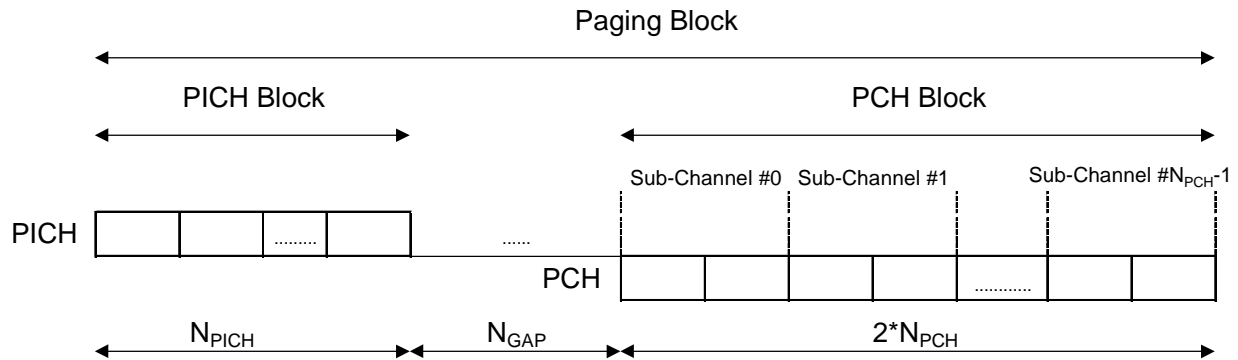 Paging Block
PICH Block PCH Block
Sub-Channel #0 Sub-Channel #1 Sub-Channel #N_PCH-1
PICH ......... ......
PCH ............
N_PICH N_GAP 2*N_PCH